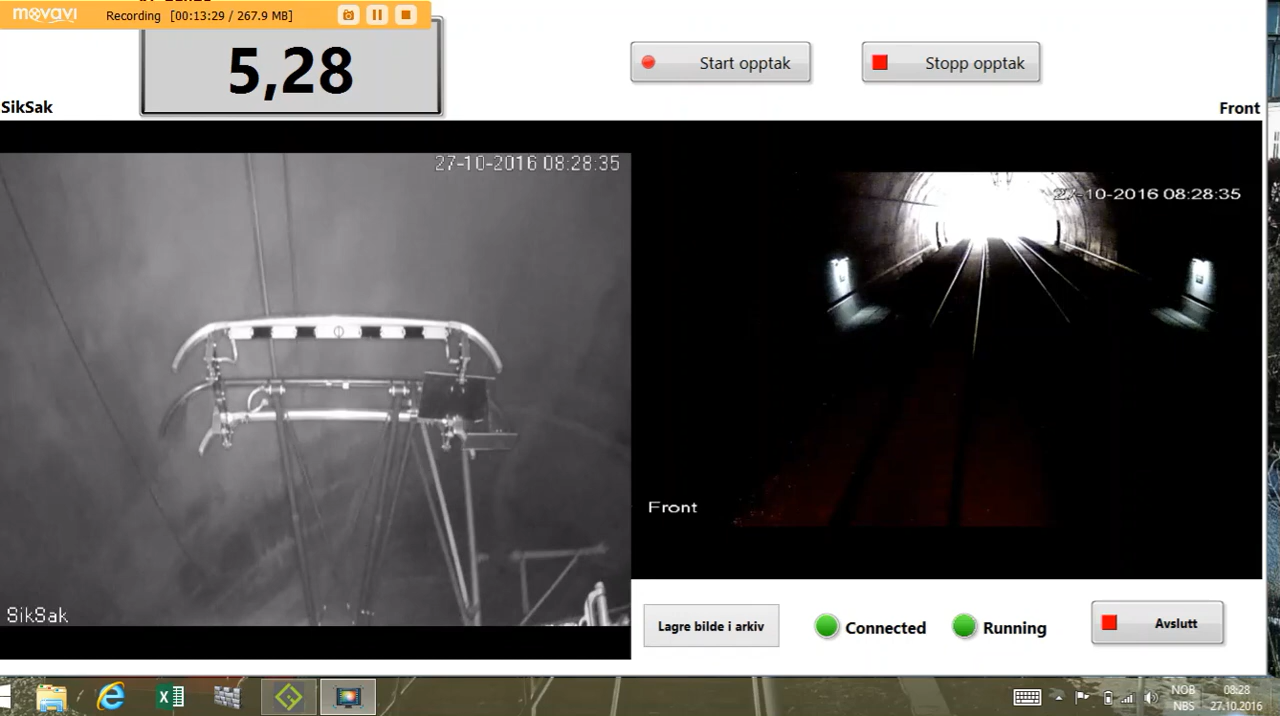 movavi
Recording [00:13:29 / 267.9 MB]
5,28
Start opptak
Stopp opptak
SikSak
Front
27-10-2016 08:28:35
27-10-2016 08:28:35
Front
SikSak
Lagre bilde i arkiv
Connected
Running
Avslutt
NOB
08:28
NBS
27.10.2016